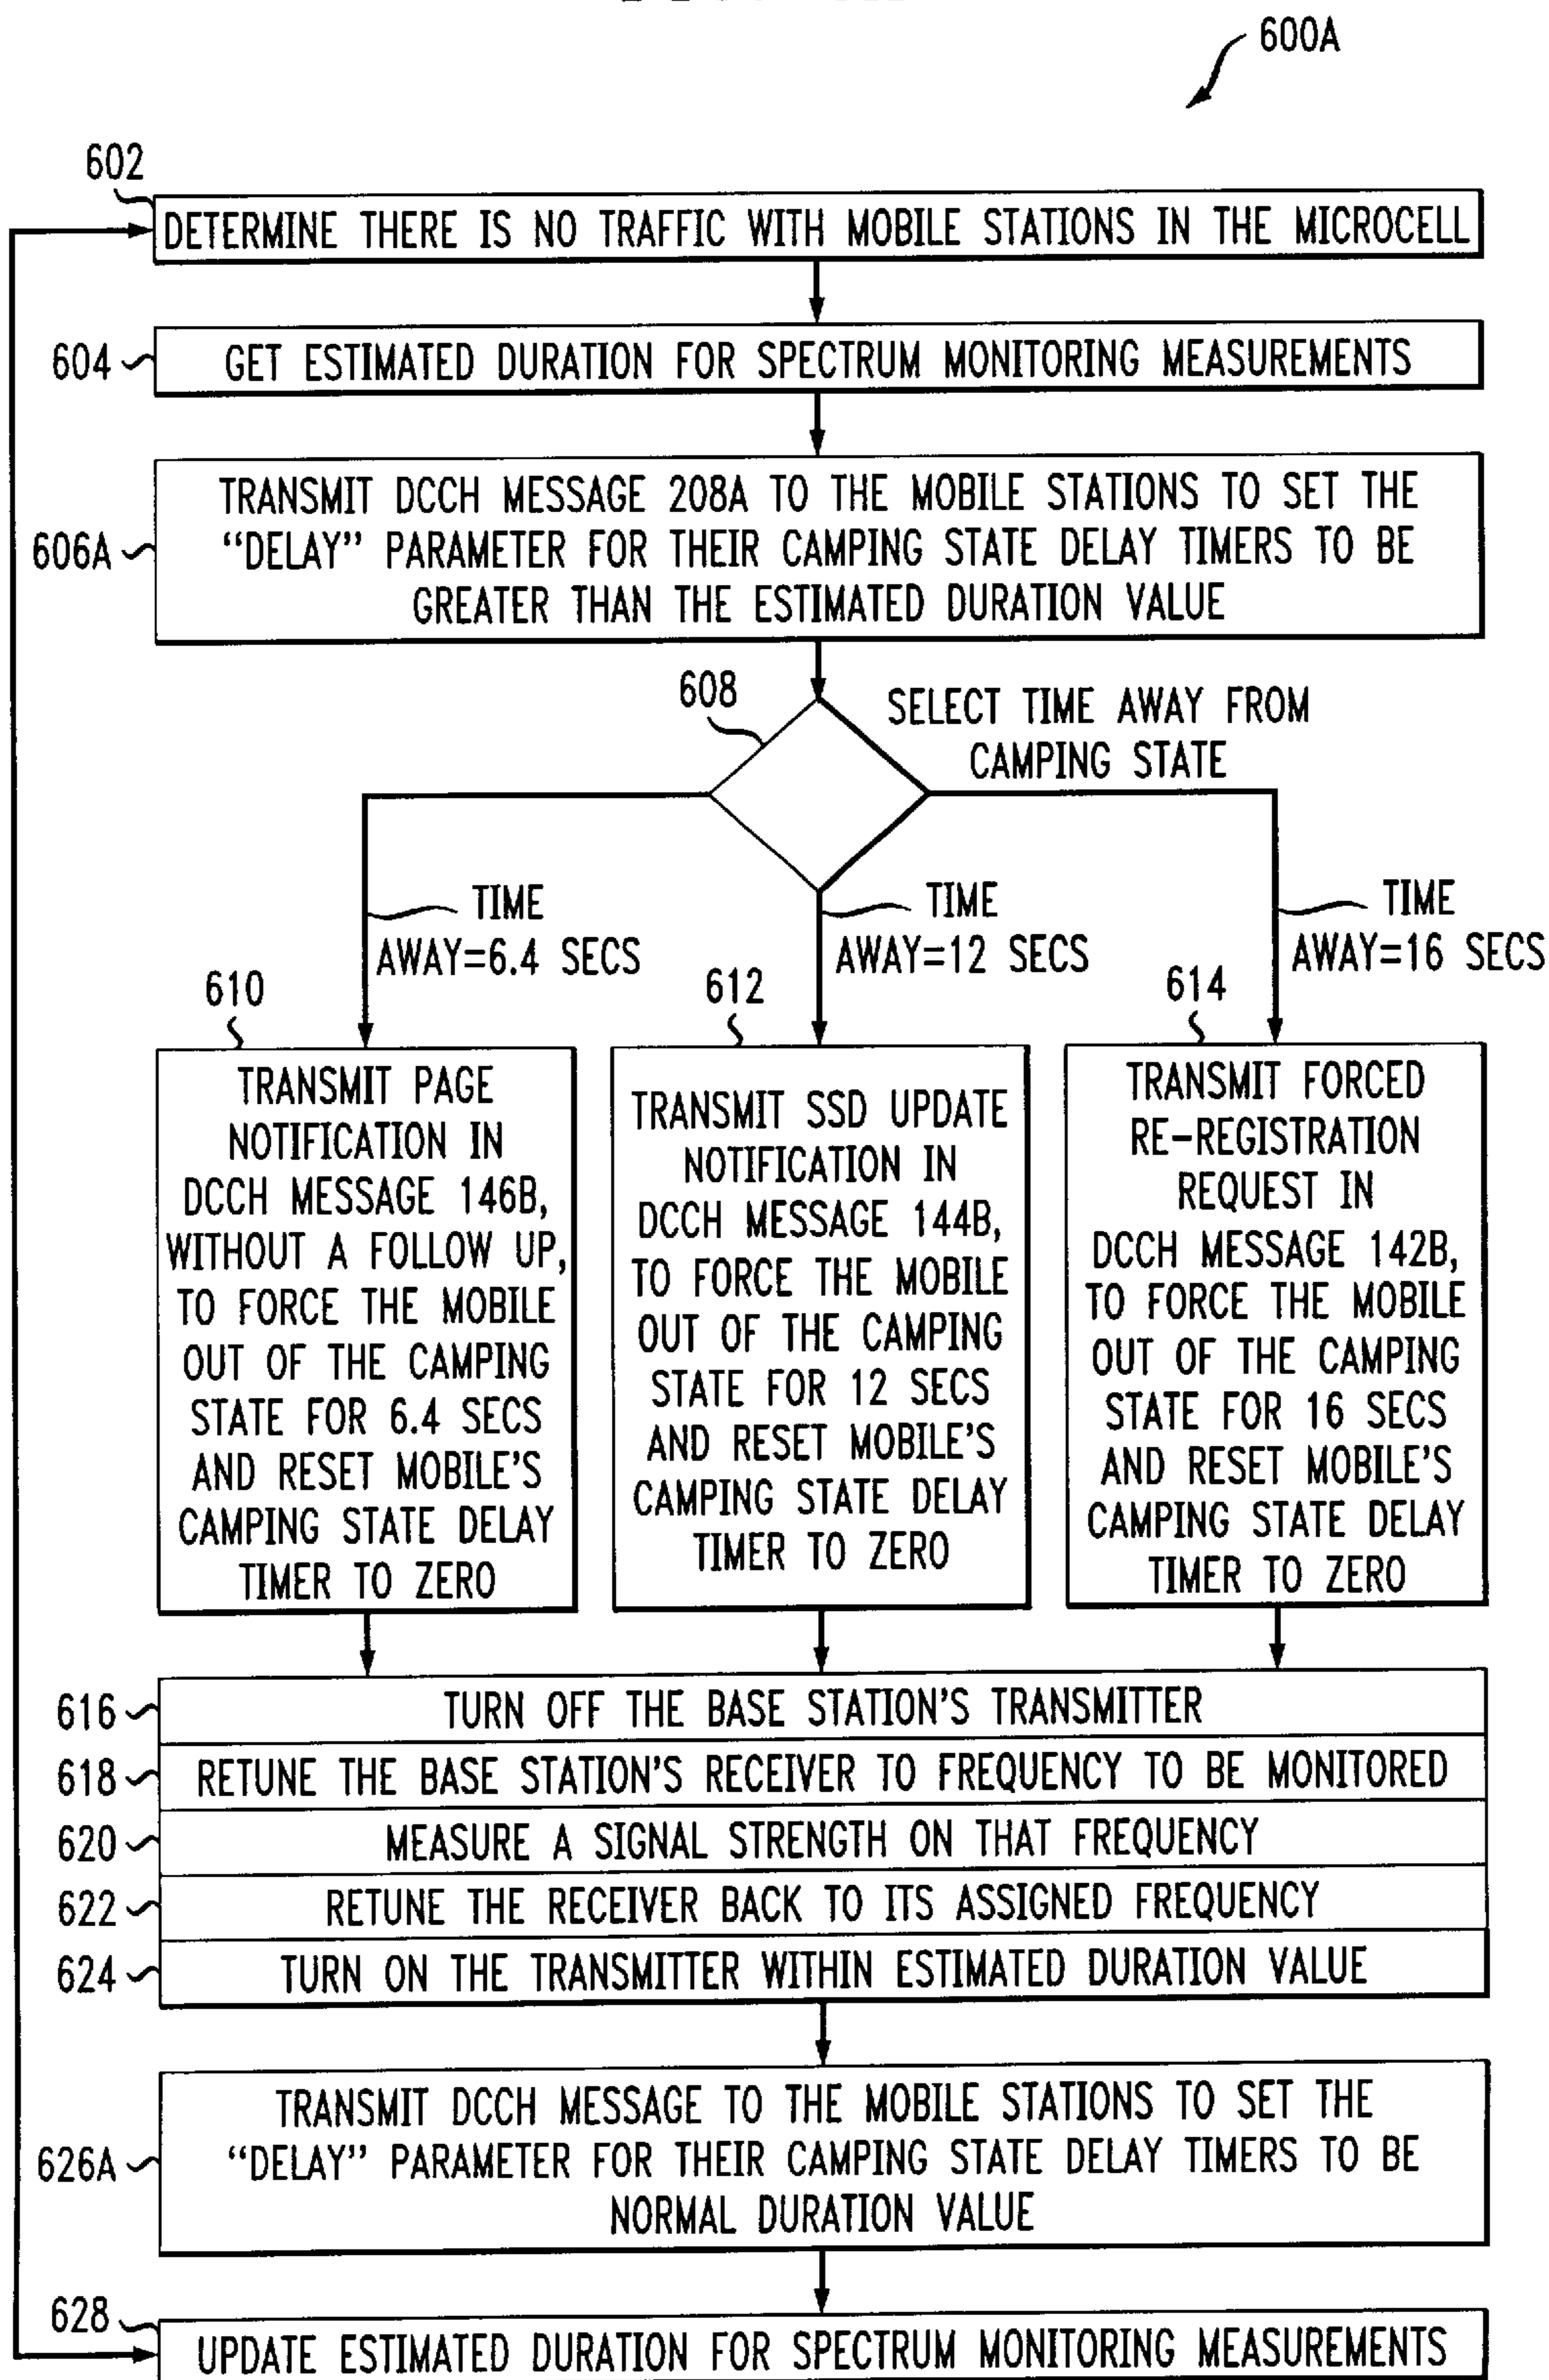 600A
602
DETERMINE THERE IS NO TRAFFIC WITH MOBILE STATIONS IN THE MICROCELL
604
GET ESTIMATED DURATION FOR SPECTRUM MONITORING MEASUREMENTS
606A
TRANSMIT DCCH MESSAGE 208A TO THE MOBILE STATIONS TO SET THE
“DELAY” PARAMETER FOR THEIR CAMPING STATE DELAY TIMERS TO BE
GREATER THAN THE ESTIMATED DURATION VALUE
608
SELECT TIME AWAY FROM
CAMPING STATE
TIME
AWAY=6.4 SECS
TIME
AWAY=12 SECS
TIME
AWAY=16 SECS
610
TRANSMIT PAGE
NOTIFICATION IN
DCCH MESSAGE 146B,
WITHOUT A FOLLOW UP,
TO FORCE THE MOBILE
OUT OF THE CAMPING
STATE FOR 6.4 SECS
AND RESET MOBILE'S
CAMPING STATE DELAY
TIMER TO ZERO
612
TRANSMIT SSD UPDATE
NOTIFICATION IN
DCCH MESSAGE 144B,
TO FORCE THE MOBILE
OUT OF THE CAMPING
STATE FOR 12 SECS
AND RESET MOBILE'S
CAMPING STATE DELAY
TIMER TO ZERO
614
TRANSMIT FORCED
RE-REGISTRATION
REQUEST IN
DCCH MESSAGE 142B,
TO FORCE THE MOBILE
OUT OF THE CAMPING
STATE FOR 16 SECS
AND RESET MOBILE'S
CAMPING STATE DELAY
TIMER TO ZERO
616
TURN OFF THE BASE STATION'S TRANSMITTER
618
RETUNE THE BASE STATION'S RECEIVER TO FREQUENCY TO BE MONITORED
620
MEASURE A SIGNAL STRENGTH ON THAT FREQUENCY
622
RETUNE THE RECEIVER BACK TO ITS ASSIGNED FREQUENCY
624
TURN ON THE TRANSMITTER WITHIN ESTIMATED DURATION VALUE
626A
TRANSMIT DCCH MESSAGE TO THE MOBILE STATIONS TO SET THE
“DELAY” PARAMETER FOR THEIR CAMPING STATE DELAY TIMERS TO BE
NORMAL DURATION VALUE
628
UPDATE ESTIMATED DURATION FOR SPECTRUM MONITORING MEASUREMENTS